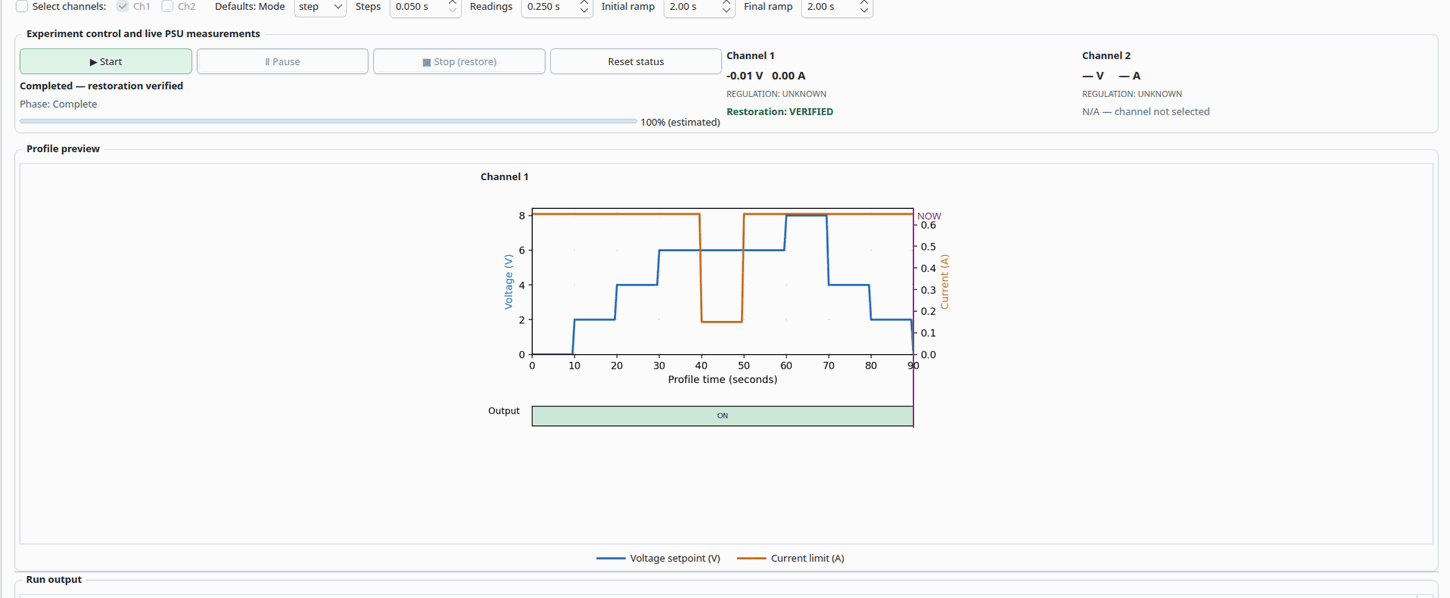 Select channels: Ch1 Ch2 Defaults: Mode step Steps 0.050 s Readings 0.250 s Initial ramp 2.00 s Final ramp 2.00 s
Experiment control and live PSU measurements
▶ Start
⏸ Pause
■ Stop (restore)
Reset status
Completed — restoration verified
Phase: Complete
100% (estimated)
Channel 1
-0.01 V 0.00 A
REGULATION: UNKNOWN
Restoration: VERIFIED
Channel 2
— V — A
REGULATION: UNKNOWN
N/A — channel not selected
Profile preview
Channel 1
Voltage (V)
8
6
4
2
0
NOW
0.6
0.5
0.4
0.3
0.2
0.1
0.0
Current (A)
0 10 20 30 40 50 60 70 80 90
Profile time (seconds)
Output
ON
Voltage setpoint (V) Current limit (A)
Run output